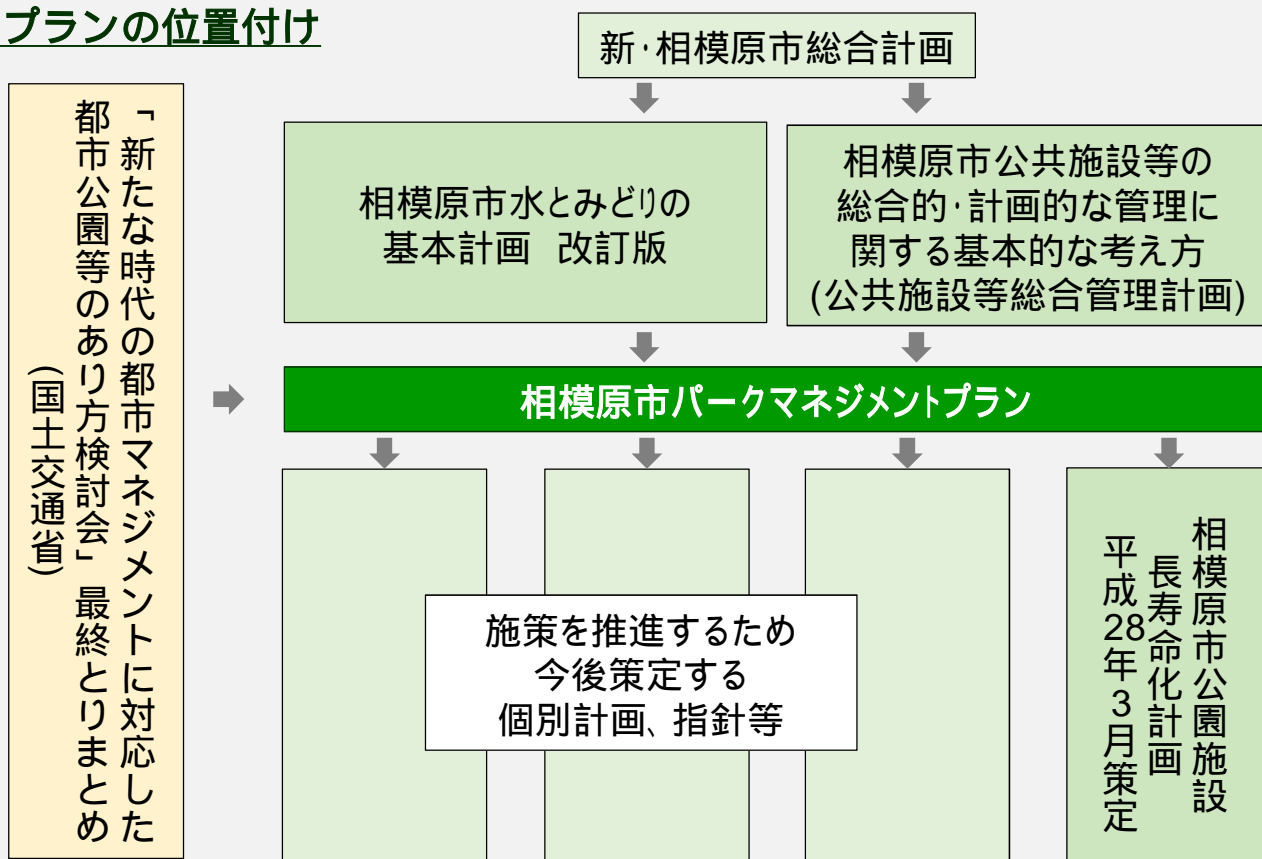 プランの位置付け
新・相模原市総合計画
「新たな時代の都市マネジメントに対応した
都市公園等のあり方検討会」 最終とりまとめ
(国土交通省)
相模原市水とみどりの
基本計画　改訂版
相模原市公共施設等の
総合的・計画的な管理に
関する基本的な考え方
(公共施設等総合管理計画)
相模原市パークマネジメントプラン
施策を推進するため
今後策定する
個別計画、指針等
相模原市公園施設
長寿命化計画
平成28年3月策定